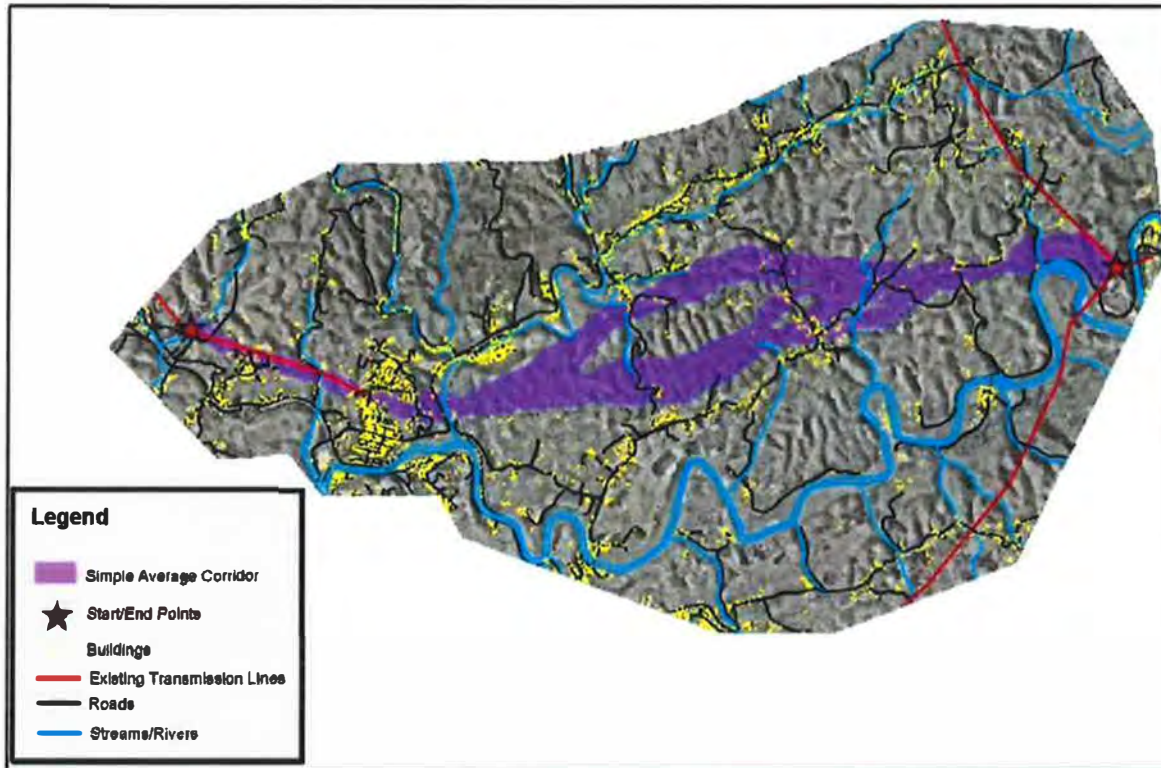 Legend
Simple Average Corridor
Start/End Points
Buildings
Existing Transmission Lines
Roads
Streams/Rivers